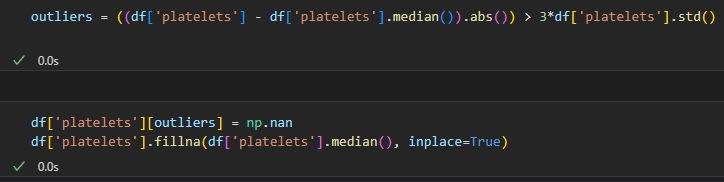 outliers = ((df['platelets'] - df['platelets'].median()).abs()) > 3*df['platelets'].std()
0.0s
df['platelets'][outliers] = np.nan
df['platelets'].fillna(df['platelets'].median(), inplace=True)
0.0s